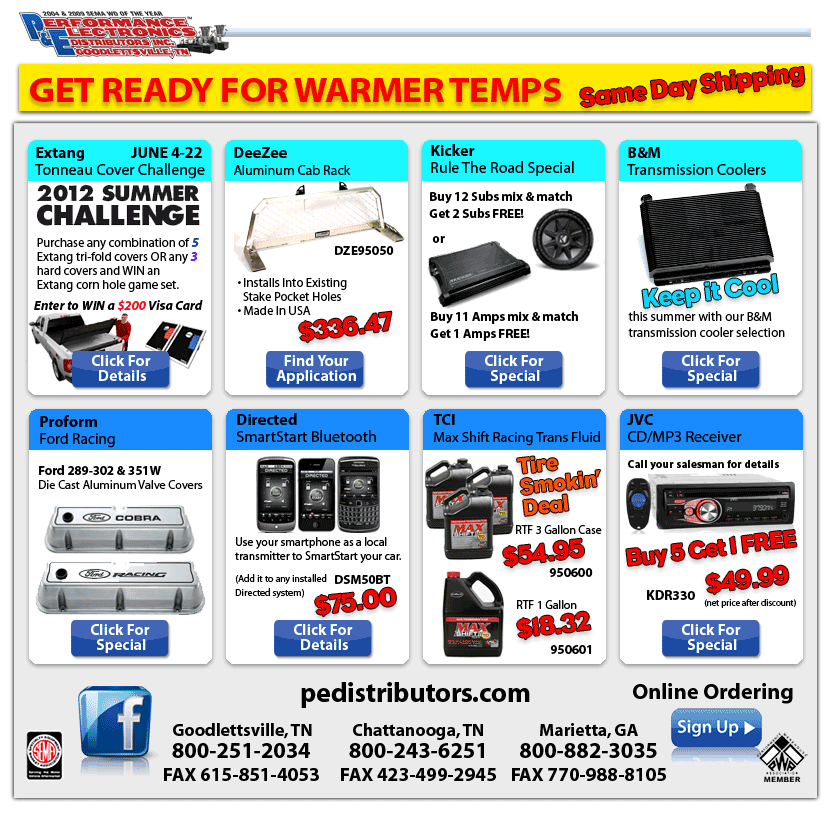 2004 & 2009 SEMA WD OF THE YEAR
PERFORMANCE
P&E ELECTRONICS
DISTRIBUTORS INC.
GOODLETTSVILLE, TN
GET READY FOR WARMER TEMPS
Same Day Shipping
Extang JUNE 4-22
Tonneau Cover Challenge
2012 SUMMER
CHALLENGE
Purchase any combination of 5
Extang tri-fold covers OR any 3
hard covers and WIN an
Extang corn hole game set.
Enter to WIN a $200 Visa Card
Click For
Details
DeeZee
Aluminum Cab Rack
DZE95050
• Installs Into Existing
Stake Pocket Holes
• Made In USA
$336.47
Find Your
Application
Kicker
Rule The Road Special
Buy 12 Subs mix & match
Get 2 Subs FREE!
or
Buy 11 Amps mix & match
Get 1 Amps FREE!
Click For
Special
B&M
Transmission Coolers
Keep it Cool
this summer with our B&M
transmission cooler selection
Click For
Special
Proform
Ford Racing
Ford 289-302 & 351W
Die Cast Aluminum Valve Covers
Ford COBRA
Ford RACING
Click For
Special
Directed
SmartStart Bluetooth
DIRECTED
DIRECTED
Use your smartphone as a local
transmitter to SmartStart your car.
(Add it to any installed
Directed system)
DSM50BT
$75.00
Click For
Details
TCI
Max Shift Racing Trans Fluid
Tire
Smokin'
Deal
MAX
SHIFT
RTF 3 Gallon Case
$54.95
950600
RTF 1 Gallon
MAX
SHIFT
$18.32
950601
JVC
CD/MP3 Receiver
Call your salesman for details
Buy 5 Get 1 FREE
$49.99
KDR330
(net price after discount)
Click For
Special
f
pedistributors.com
Online Ordering
Sign Up
Goodlettsville, TN
800-251-2034
FAX 615-851-4053
Chattanooga, TN
800-243-6251
FAX 423-499-2945
Marietta, GA
800-882-3035
FAX 770-988-8105
SEMA
PWA
ASSOCIATION
MEMBER